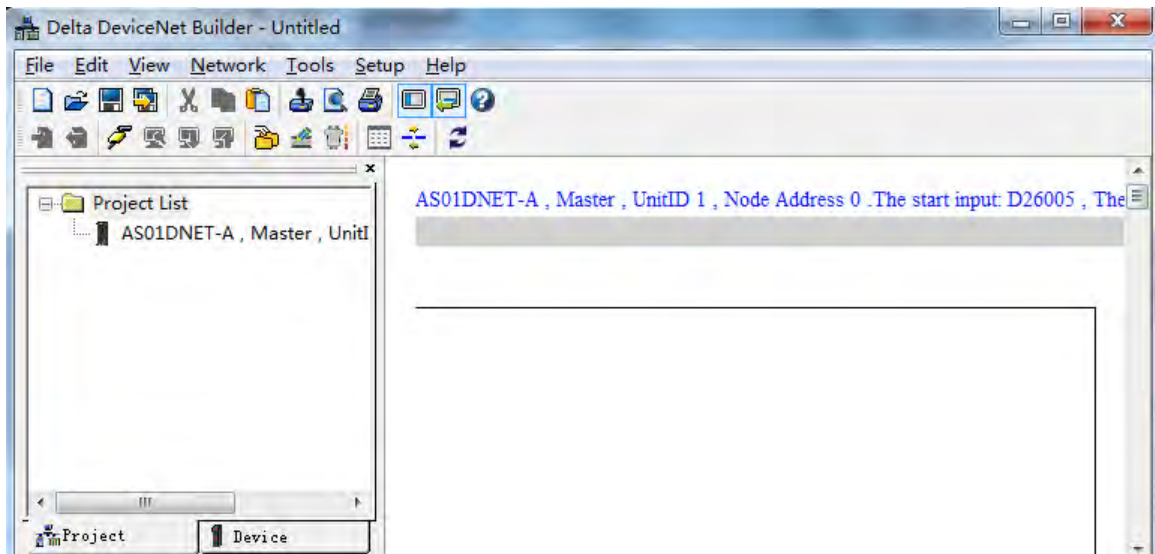 Delta DeviceNet Builder - Untitled
File Edit View Network Tools Setup Help
Project List
AS01DNET-A , Master , UnitI
AS01DNET-A , Master , UnitID 1 , Node Address 0 .The start input: D26005 , The
Project Device